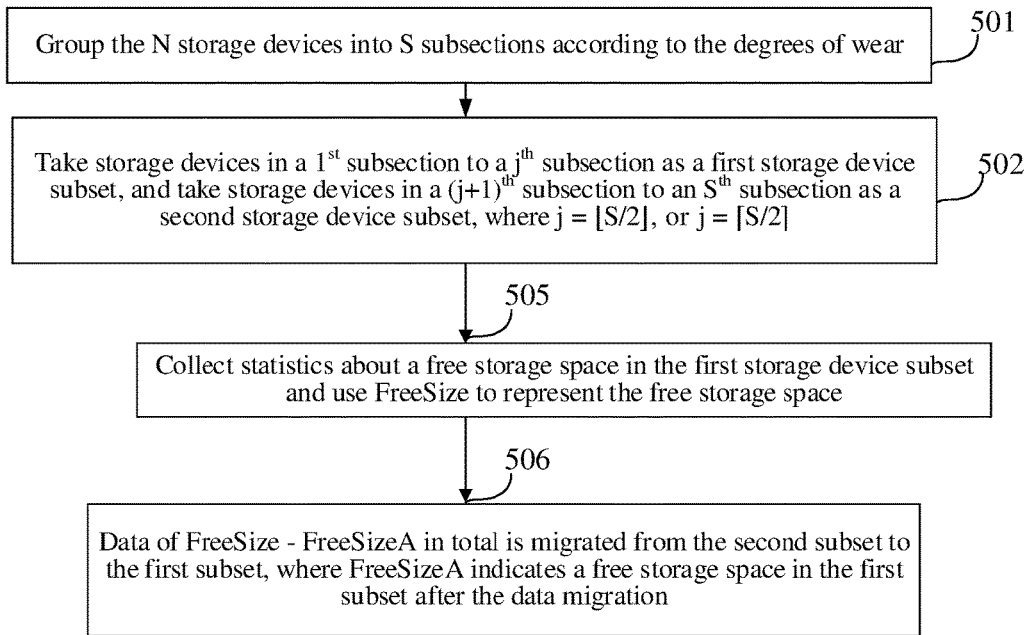 Group the N storage devices into S subsections according to the degrees of wear
501
Take storage devices in a 1st subsection to a jth subsection as a first storage device
subset, and take storage devices in a (j+1)th subsection to an Sth subsection as a
second storage device subset, where j = ⌊S/2⌋, or j = ⌈S/2⌉
502
505
Collect statistics about a free storage space in the first storage device subset
and use FreeSize to represent the free storage space
506
Data of FreeSize - FreeSizeA in total is migrated from the second subset to
the first subset, where FreeSizeA indicates a free storage space in the first
subset after the data migration